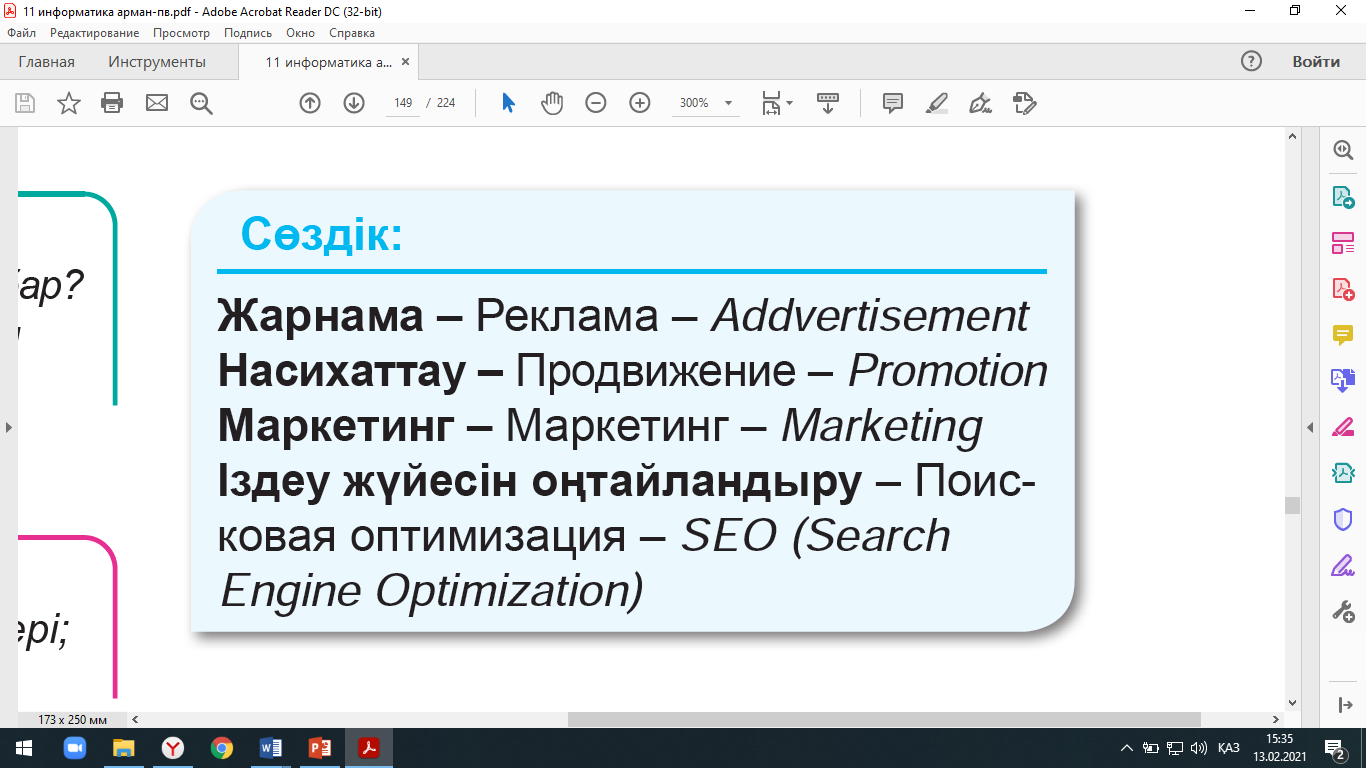 11 информатика арман-пв.pdf - Adobe Acrobat Reader DC (32-bit)
Файл Редактирование Просмотр Подпись Окно Справка
Главная Инструменты 11 информатика а... × Войти
149 / 224 300%
Сөздік:
бар?
Жарнама – Реклама – Addvertisement
Насихаттау – Продвижение – Promotion
Маркетинг – Маркетинг – Marketing
Іздеу жүйесін оңтайландыру – Поис-
ковая оптимизация – SEO (Search
Engine Optimization)
ері;
173 x 250 мм
ҚАЗ 15:35
13.02.2021 2